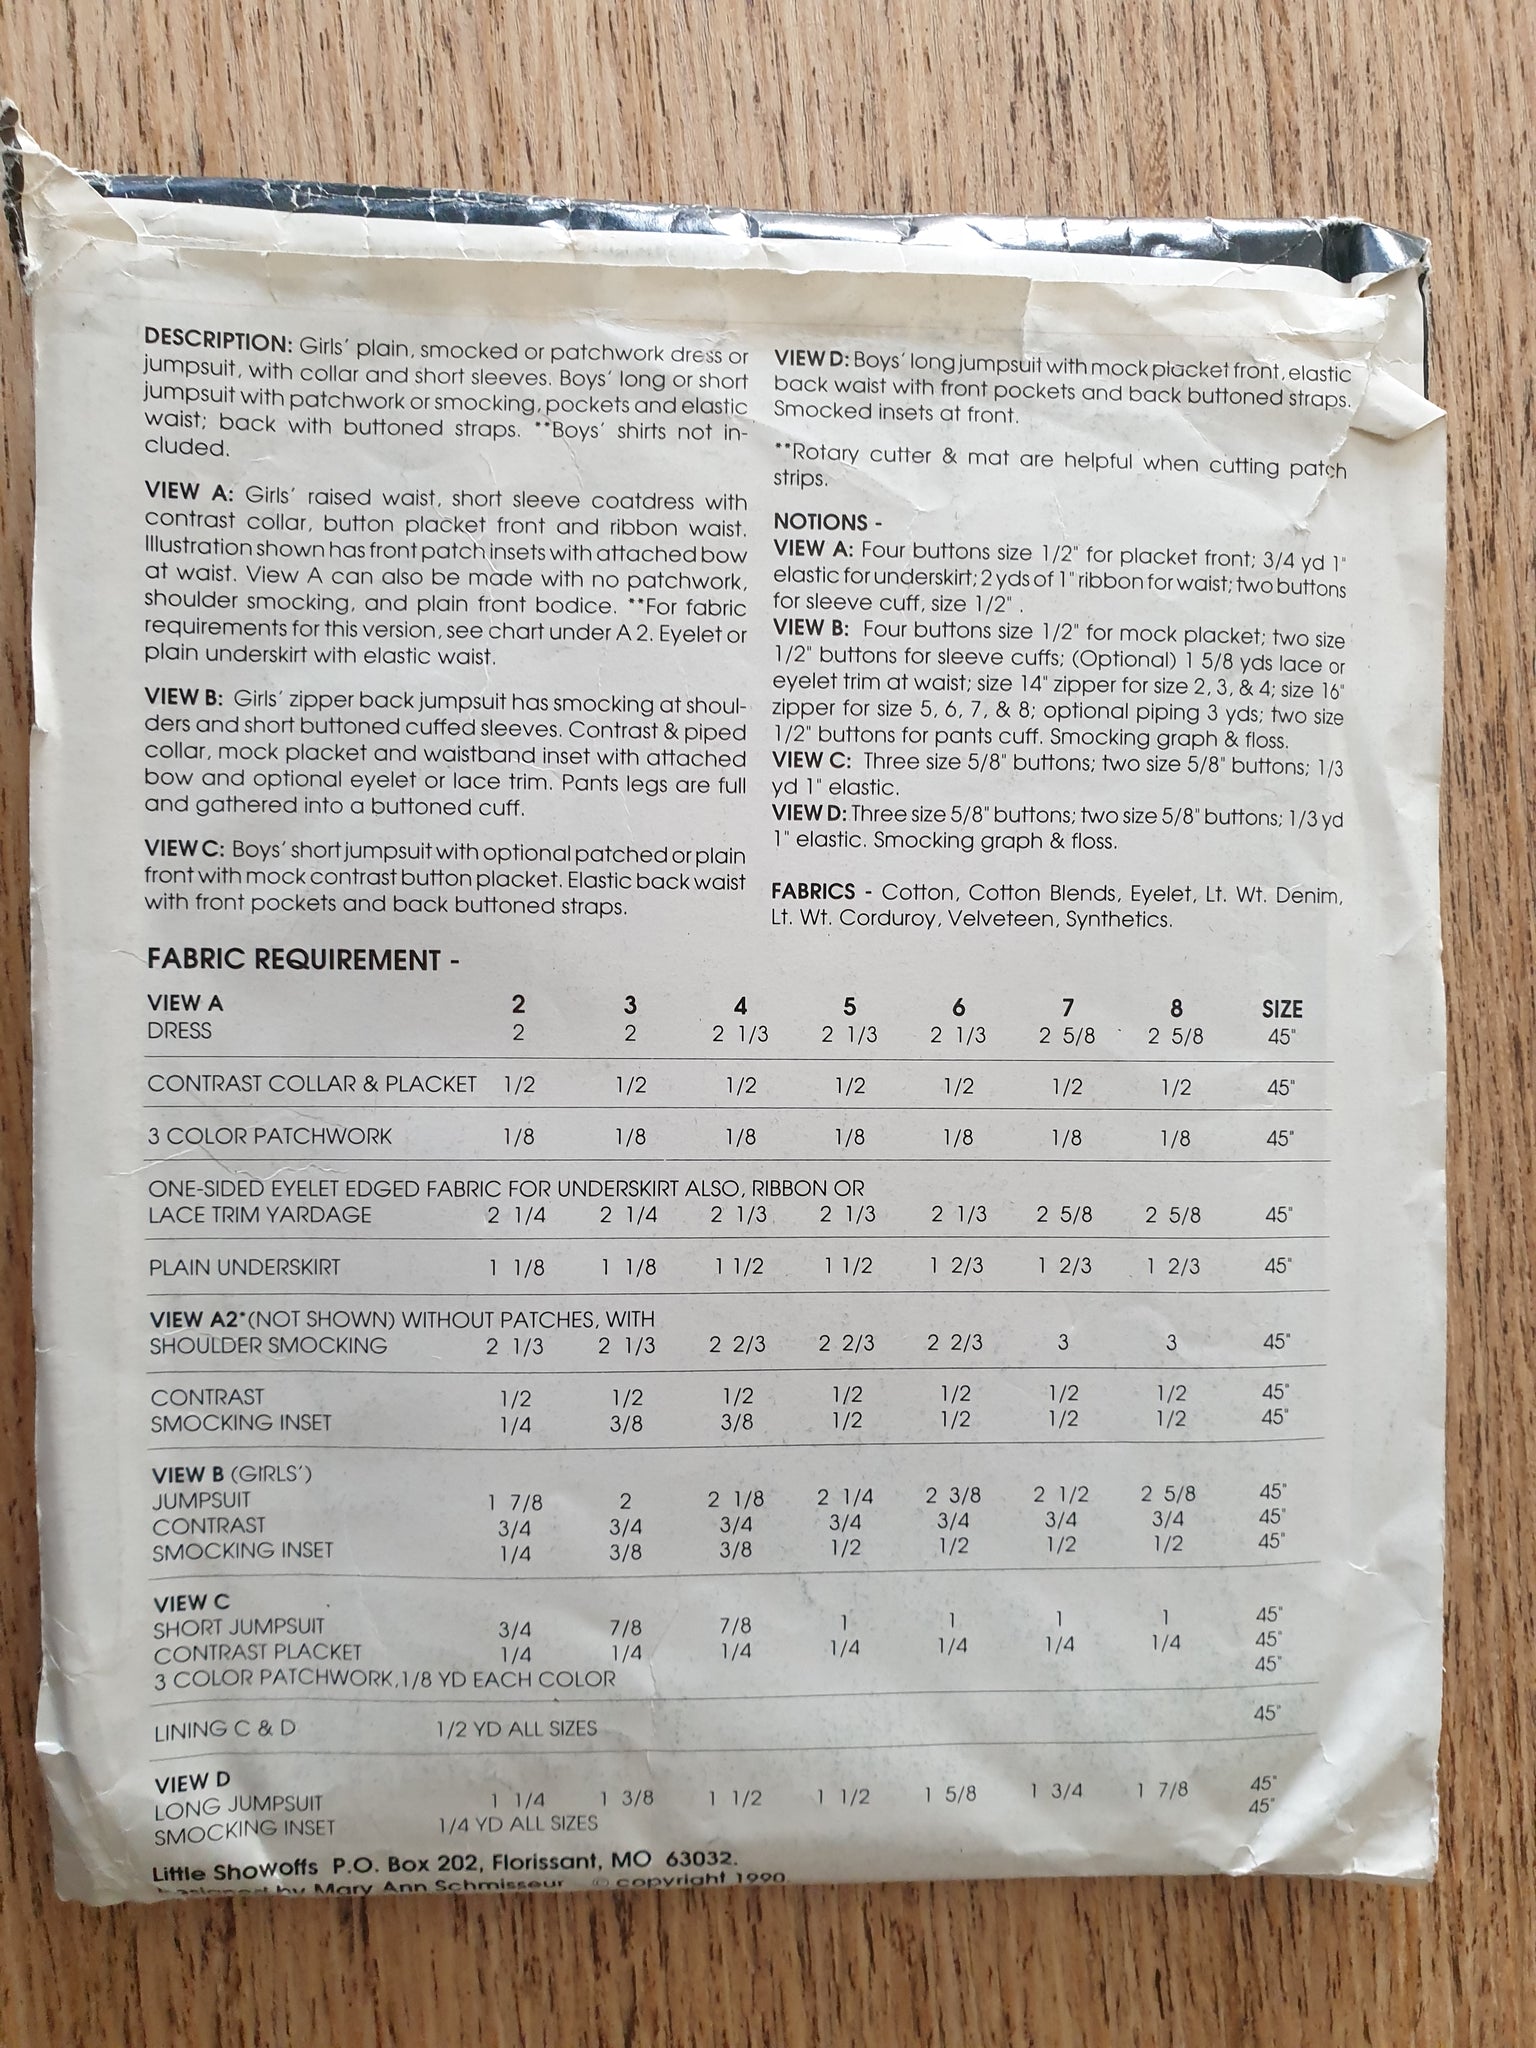 DESCRIPTION: Girls' plain, smocked or patchwork dress or
jumpsuit, with collar and short sleeves. Boys' long or short
jumpsuit with patchwork or smocking, pockets and elastic
waist; back with buttoned straps. **Boys' shirts not in-
cluded.
VIEW A: Girls' raised waist, short sleeve coatdress with
contrast collar, button placket front and ribbon waist.
Illustration shown has front patch insets with attached bow
at waist. View A can also be made with no patchwork,
shoulder smocking, and plain front bodice. **For fabric
requirements for this version, see chart under A 2. Eyelet or
plain underskirt with elastic waist.
VIEW B: Girls' zipper back jumpsuit has smocking at shoul-
ders and short buttoned cuffed sleeves. Contrast & piped
collar, mock placket and waistband inset with attached
bow and optional eyelet or lace trim. Pants legs are full
and gathered into a buttoned cuff.
VIEW C: Boys' short jumpsuit with optional patched or plain
front with mock contrast button placket. Elastic back waist
with front pockets and back buttoned straps.
VIEW D: Boys' long jumpsuit with mock placket front, elastic
back waist with front pockets and back buttoned straps.
Smocked insets at front.
**Rotary cutter & mat are helpful when cutting patch
strips.
NOTIONS -
VIEW A: Four buttons size 1/2" for placket front; 3/4 yd 1"
elastic for underskirt; 2 yds of 1" ribbon for waist; two buttons
for sleeve cuff, size 1/2" .
VIEW B: Four buttons size 1/2" for mock placket; two size
1/2" buttons for sleeve cuffs; (Optional) 1 5/8 yds lace or
eyelet trim at waist; size 14" zipper for size 2, 3, & 4; size 16"
zipper for size 5, 6, 7, & 8; optional piping 3 yds; two size
1/2" buttons for pants cuff. Smocking graph & floss.
VIEW C: Three size 5/8" buttons; two size 5/8" buttons; 1/3
yd 1" elastic.
VIEW D: Three size 5/8" buttons; two size 5/8" buttons; 1/3 yd
1" elastic. Smocking graph & floss.
FABRICS - Cotton, Cotton Blends, Eyelet, Lt. Wt. Denim,
Lt. Wt. Corduroy, Velveteen, Synthetics.
FABRIC REQUIREMENT -
VIEW A 2 3 4 5 6 7 8 SIZE
DRESS 2 2 2 1/3 2 1/3 2 1/3 2 5/8 2 5/8 45"
CONTRAST COLLAR & PLACKET 1/2 1/2 1/2 1/2 1/2 1/2 1/2 45"
3 COLOR PATCHWORK 1/8 1/8 1/8 1/8 1/8 1/8 1/8 45"
ONE-SIDED EYELET EDGED FABRIC FOR UNDERSKIRT ALSO, RIBBON OR
LACE TRIM YARDAGE 2 1/4 2 1/4 2 1/3 2 1/3 2 1/3 2 5/8 2 5/8 45"
PLAIN UNDERSKIRT 1 1/8 1 1/8 1 1/2 1 1/2 1 2/3 1 2/3 1 2/3 45"
VIEW A2*(NOT SHOWN) WITHOUT PATCHES, WITH
SHOULDER SMOCKING 2 1/3 2 1/3 2 2/3 2 2/3 2 2/3 3 3 45"
CONTRAST 1/2 1/2 1/2 1/2 1/2 1/2 1/2 45"
SMOCKING INSET 1/4 3/8 3/8 1/2 1/2 1/2 1/2 45"
VIEW B (GIRLS')
JUMPSUIT 1 7/8 2 2 1/8 2 1/4 2 3/8 2 1/2 2 5/8 45"
CONTRAST 3/4 3/4 3/4 3/4 3/4 3/4 3/4 45"
SMOCKING INSET 1/4 3/8 3/8 1/2 1/2 1/2 1/2 45"
VIEW C
SHORT JUMPSUIT 3/4 7/8 7/8 1 1 1 1 45"
CONTRAST PLACKET 1/4 1/4 1/4 1/4 1/4 1/4 1/4 45"
3 COLOR PATCHWORK, 1/8 YD EACH COLOR 45"
LINING C & D 1/2 YD ALL SIZES 45"
VIEW D
LONG JUMPSUIT 1 1/4 1 3/8 1 1/2 1 1/2 1 5/8 1 3/4 1 7/8 45"
SMOCKING INSET 1/4 YD ALL SIZES 45"
Little Showoffs P.O. Box 202, Florissant, MO 63032.
Designed by Mary Ann Schmisseur © copyright 1990